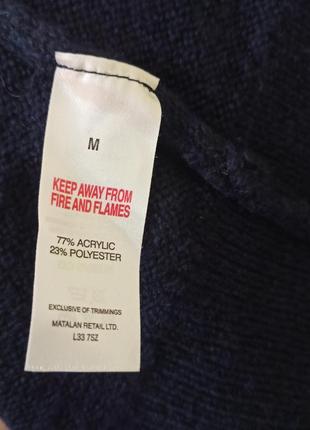 M
KEEP AWAY FROM
FIRE AND FLAMES
77% ACRYLIC
23% POLYESTER
EXCLUSIVE OF TRIMMINGS
MATALAN RETAIL LTD.
L33 7SZ